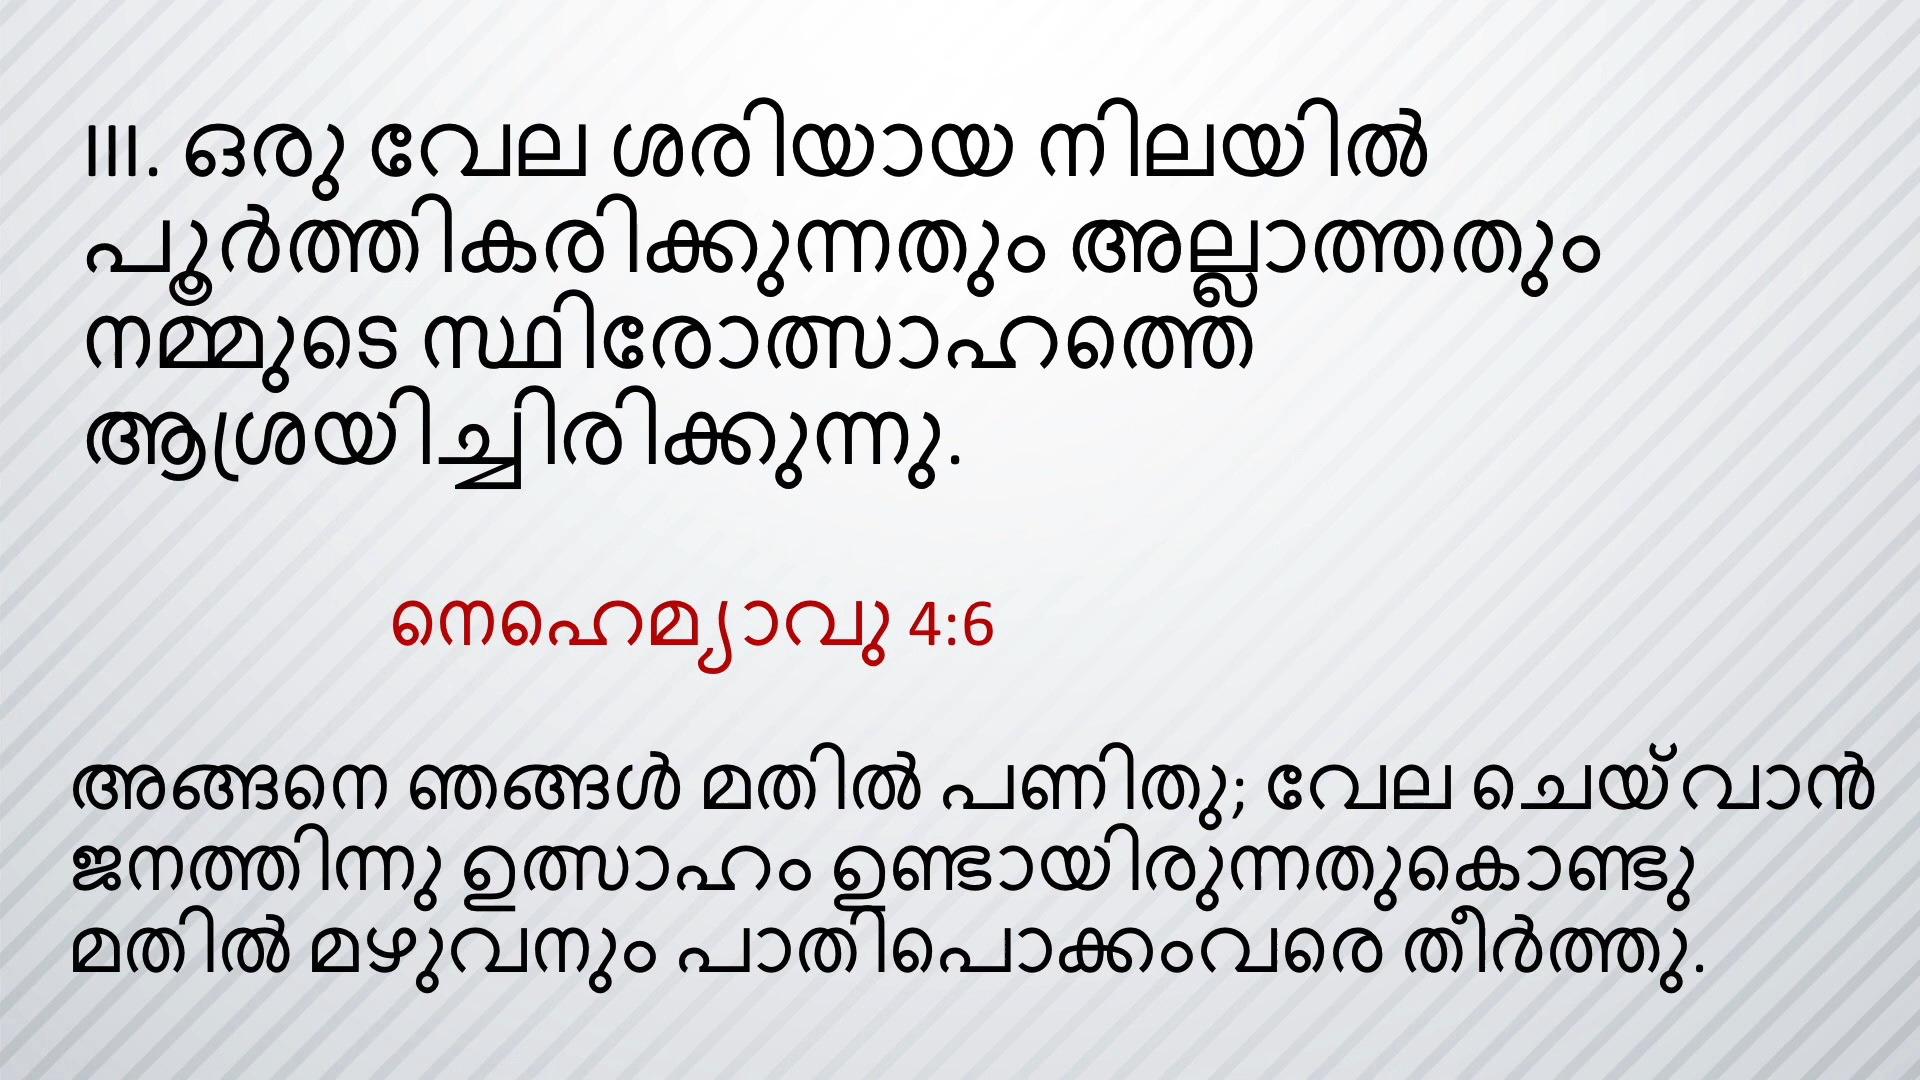 III. ഒരു വേല ശരിയായ നിലയിൽ
പൂർത്തികരിക്കുന്നതും അല്ലാത്തതും
നമ്മുടെ സ്ഥിരോത്സാഹത്തെ
ആശ്രയിച്ചിരിക്കുന്നു.
നെഹെമ്യാവു 4:6
അങ്ങനെ ഞങ്ങൾ മതിൽ പണിതു; വേല ചെയ്‌വാൻ
ജനത്തിന്നു ഉത്സാഹം ഉണ്ടായിരുന്നതുകൊണ്ടു
മതിൽ മഴുവനും പാതിപൊക്കംവരെ തീർത്തു.